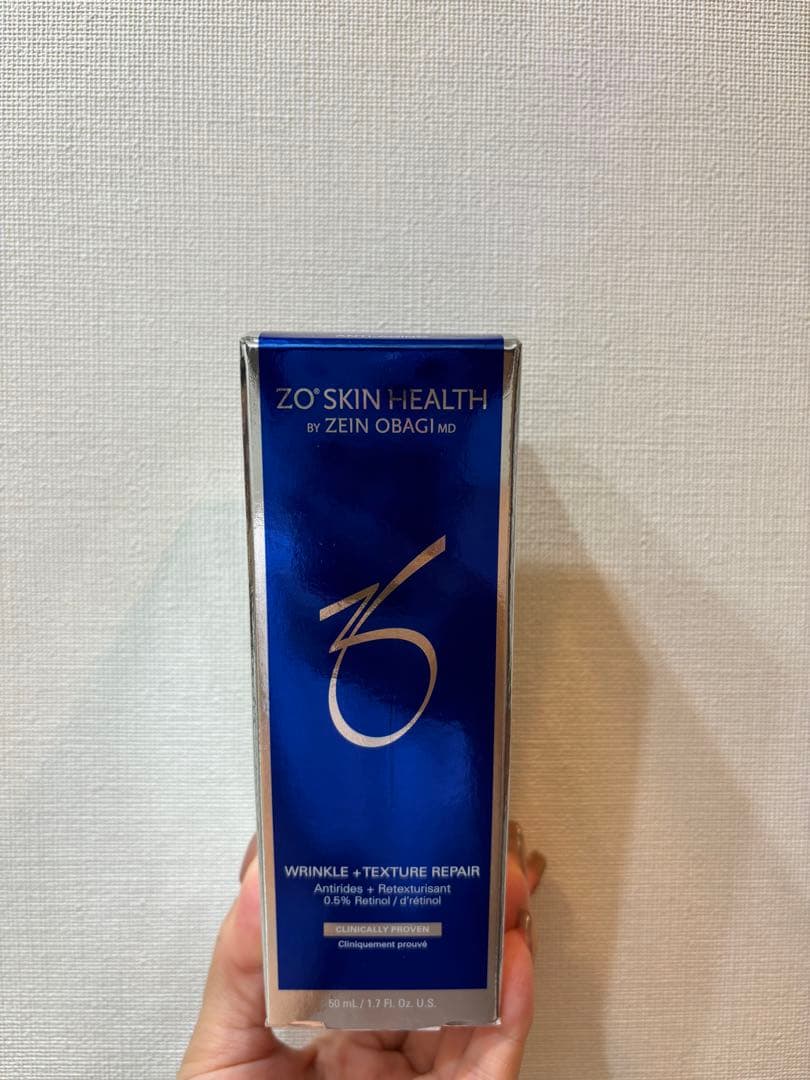 ZO® SKIN HEALTH
BY ZEIN OBAGI MD
WRINKLE + TEXTURE REPAIR
Antirides + Retexturisant
0.5% Retinol / d'rétinol
CLINICALLY PROVEN
Cliniquement prouvé
50 mL / 1.7 Fl. Oz. U.S.